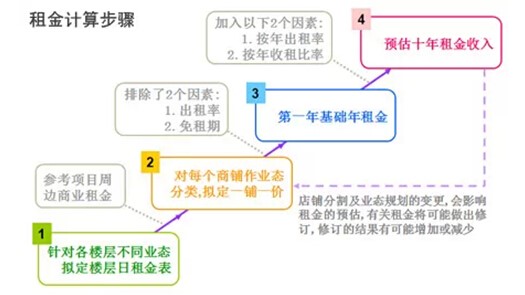 租金计算步骤
加入以下2个因素:
1. 按年出租率
2. 按年收租比率
4
预估十年租金收入
排除了2个因素:
1. 出租率
2. 免租期
3
第一年基础年租金
参考项目周
边商业租金
2
对每个商铺作业态
分类,拟定一铺一价
店铺分割及业态规划的变更,会影响
租金的预估,有关租金将可能做出修
订,修订的结果有可能增加或减少
1
针对各楼层不同业态
拟定楼层日租金表